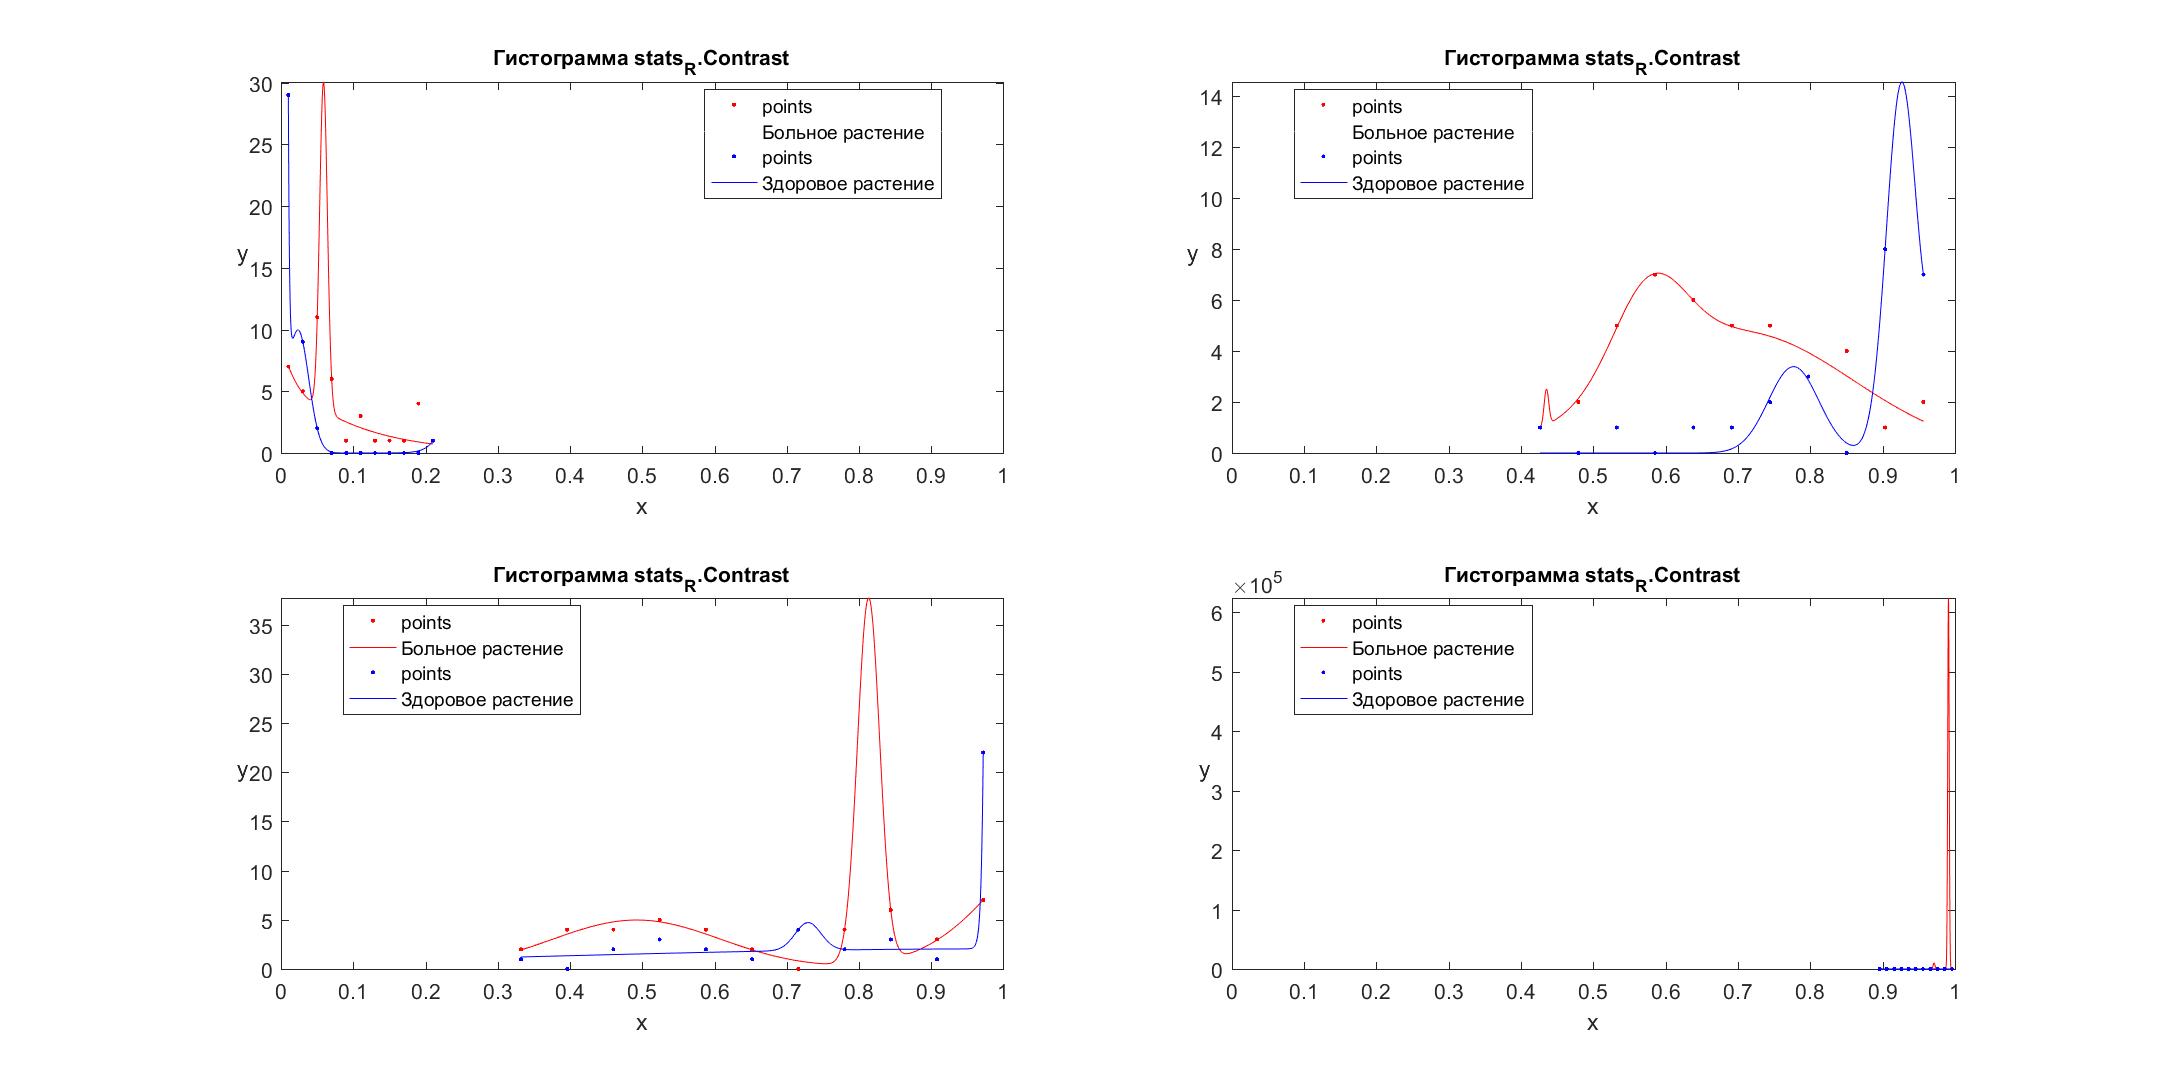 Гистограмма stats_R.Contrast
30
25
20
15
10
5
0
y
points
Больное растение
points
Здоровое растение
0 0.1 0.2 0.3 0.4 0.5 0.6 0.7 0.8 0.9 1
x
Гистограмма stats_R.Contrast
14
12
10
8
6
4
2
0
y
points
Больное растение
points
Здоровое растение
0 0.1 0.2 0.3 0.4 0.5 0.6 0.7 0.8 0.9 1
x
Гистограмма stats_R.Contrast
35
30
25
20
15
10
5
0
y
points
Больное растение
points
Здоровое растение
0 0.1 0.2 0.3 0.4 0.5 0.6 0.7 0.8 0.9 1
x
Гистограмма stats_R.Contrast
×10^5
6
5
4
3
2
1
0
y
points
Больное растение
points
Здоровое растение
0 0.1 0.2 0.3 0.4 0.5 0.6 0.7 0.8 0.9 1
x